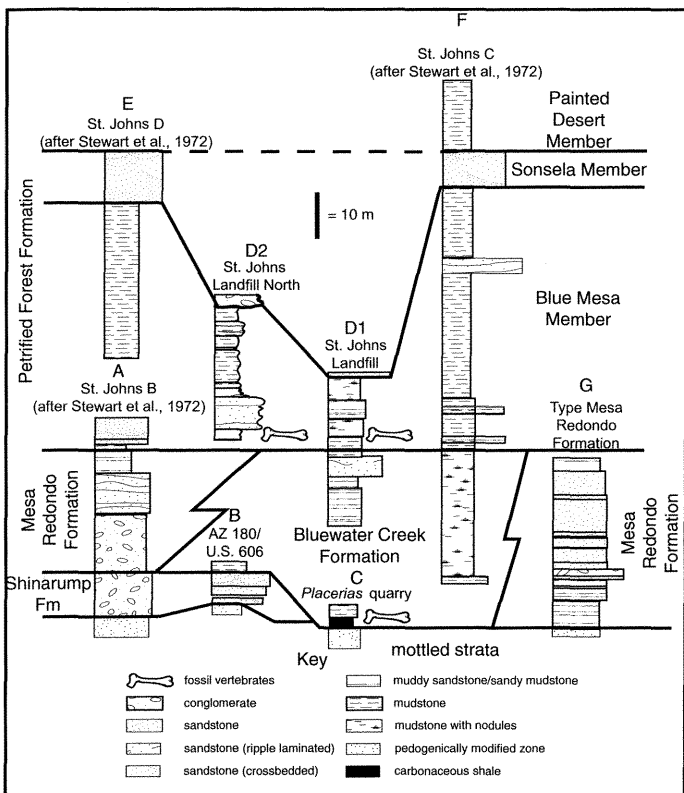 F
St. Johns C
(after Stewart et al., 1972)
E
St. Johns D
(after Stewart et al., 1972)
Painted
Desert
Member
Sonsela Member
= 10 m
Petrified Forest Formation
D2
St. Johns
Landfill North
D1
St. Johns
Landfill
Blue Mesa
Member
A
St. Johns B
(after Stewart et al., 1972)
G
Type Mesa
Redondo
Formation
Mesa
Redondo
Formation
B
AZ 180/
U.S. 606
Bluewater Creek
Formation
Mesa
Redondo
Formation
Shinarump
Fm
C
Placerias quarry
mottled strata
Key
fossil vertebrates
conglomerate
sandstone
sandstone (ripple laminated)
sandstone (crossbedded)
muddy sandstone/sandy mudstone
mudstone
mudstone with nodules
pedogenically modified zone
carbonaceous shale